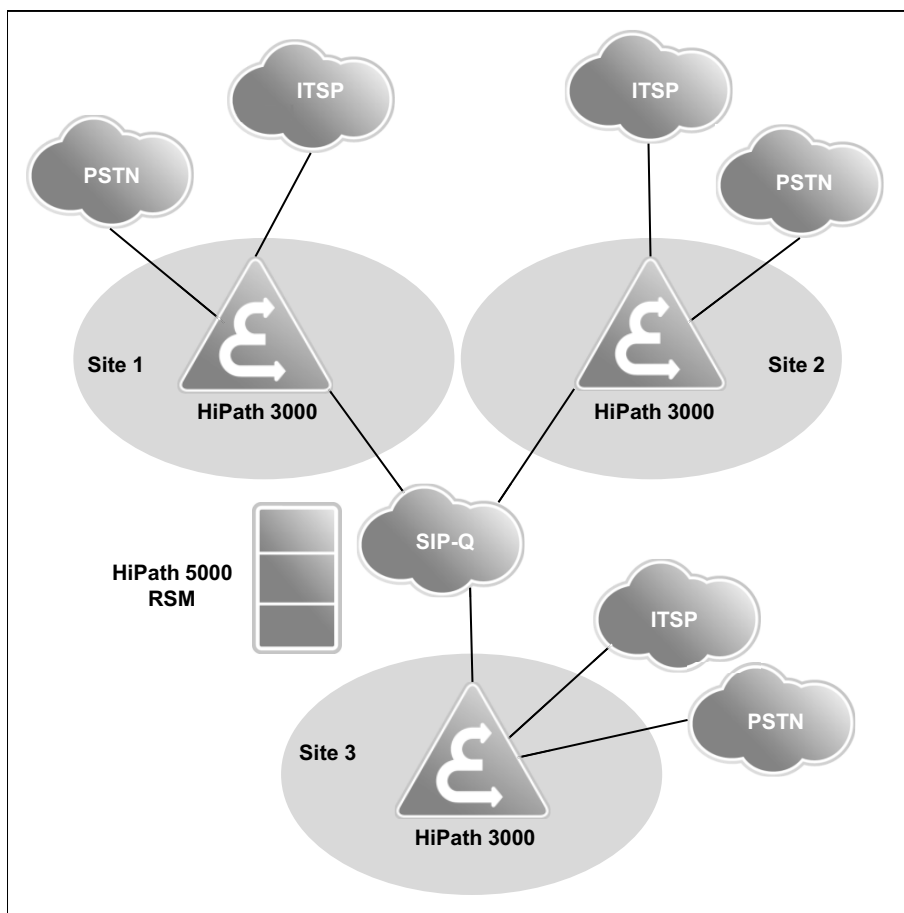 ITSP
PSTN
ITSP
PSTN
Site 1
HiPath 3000
Site 2
HiPath 3000
SIP-Q
HiPath 5000
RSM
ITSP
PSTN
Site 3
HiPath 3000